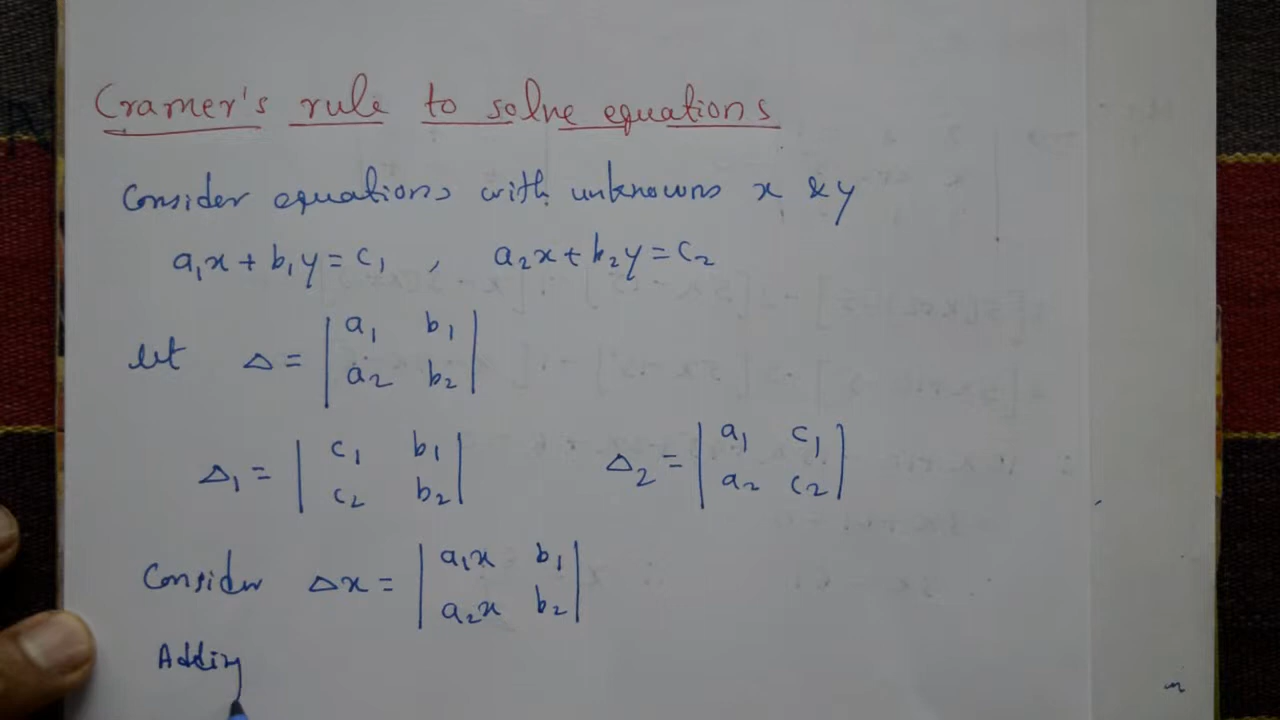 Cramer's rule to solve equations
Consider equations with unknowns x & y
a₁x + b₁y = c₁ , a₂x + b₂y = c₂
let Δ = | a₁ b₁ |
| a₂ b₂ |
Δ₁ = | c₁ b₁ | Δ₂ = | a₁ c₁ |
| c₂ b₂ | | a₂ c₂ |
Consider Δx = | a₁x b₁ |
| a₂x b₂ |
Adding